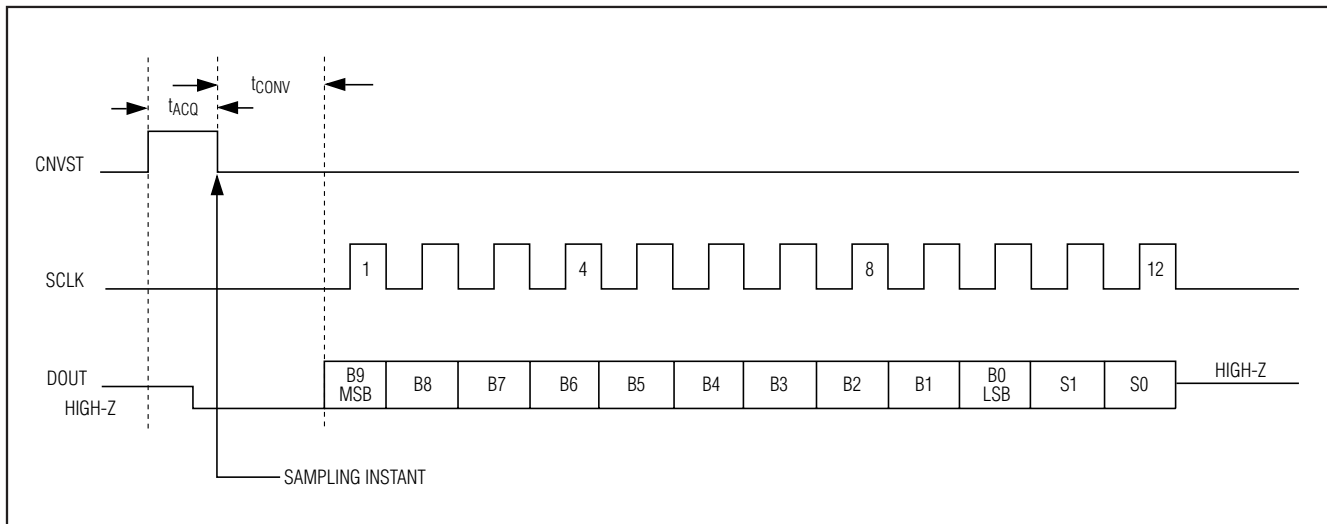 tCONV
tACQ
CNVST
SCLK
1
4
8
12
DOUT
HIGH-Z
B9
MSB
B8
B7
B6
B5
B4
B3
B2
B1
B0
LSB
S1
S0
HIGH-Z
SAMPLING INSTANT